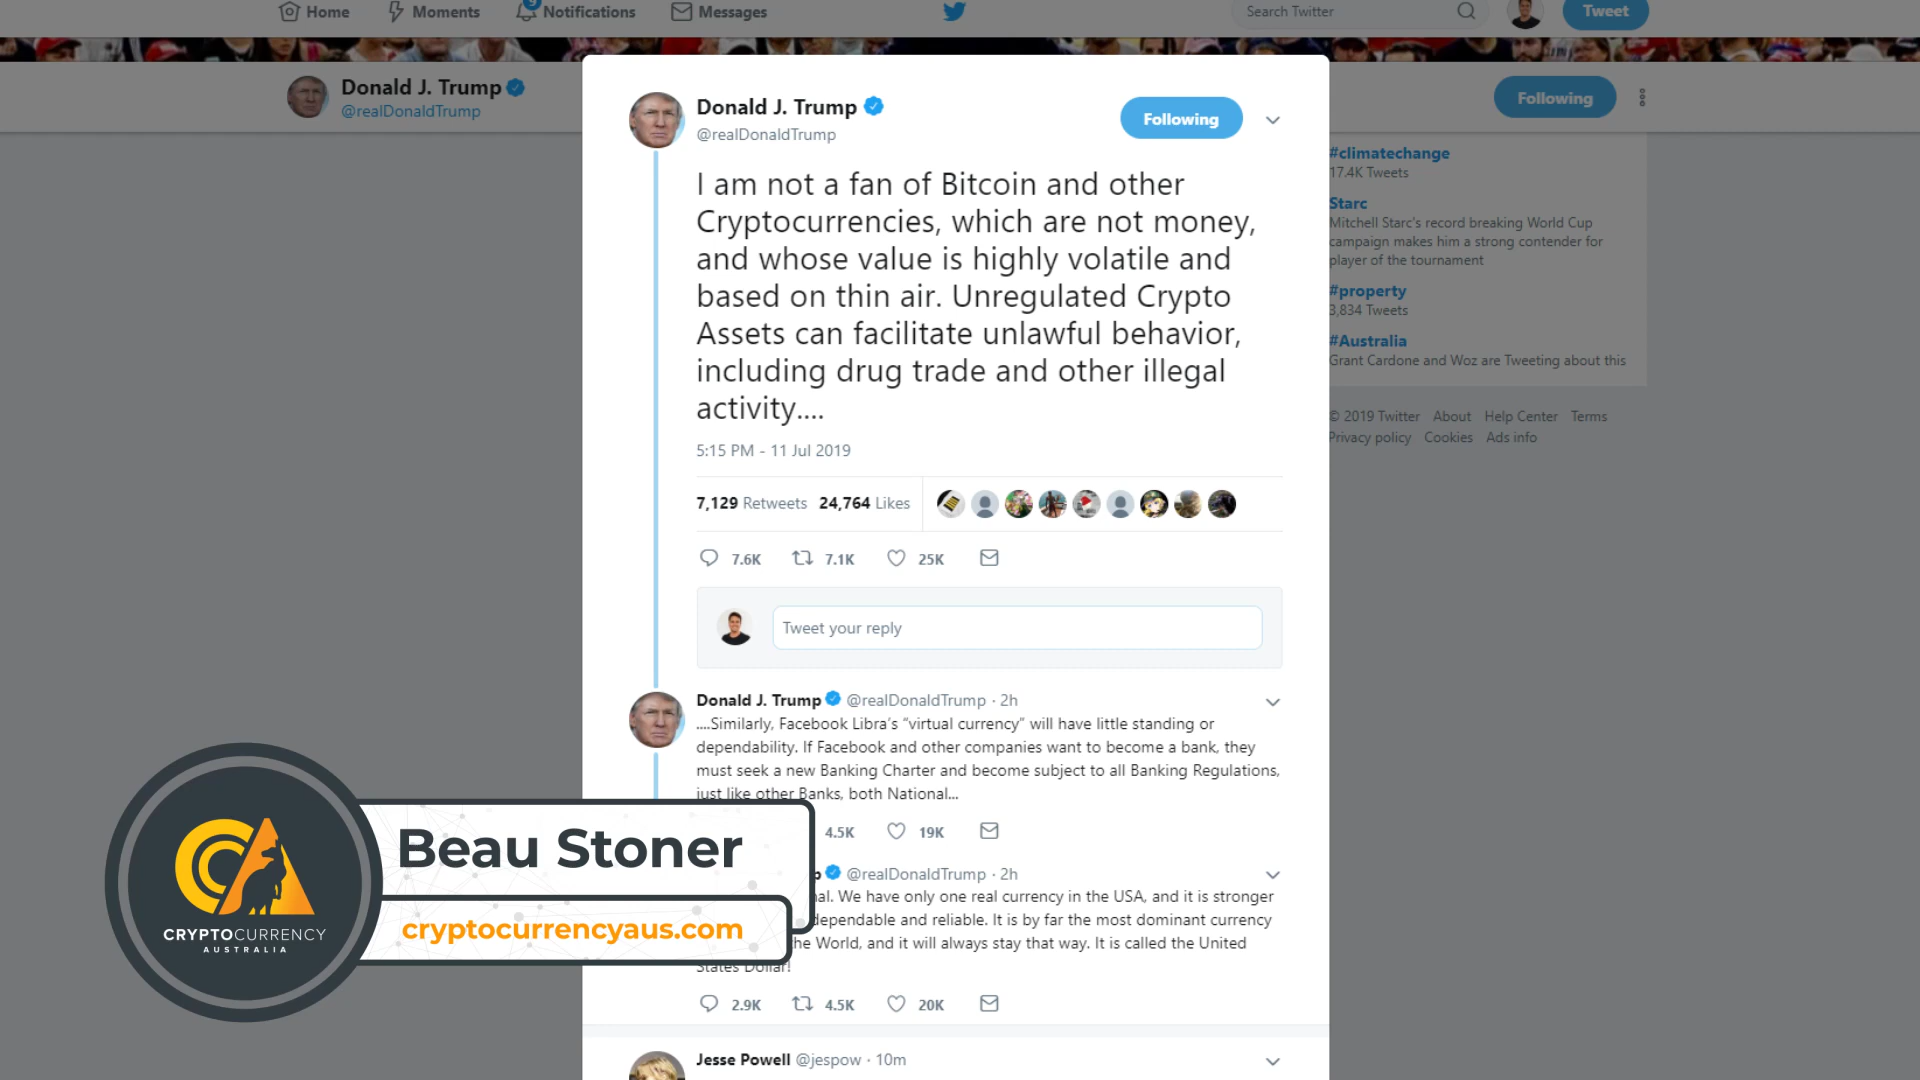 Home
Moments
9
Notifications
Messages
Search Twitter
Tweet
Donald J. Trump
@realDonaldTrump
Following
Donald J. Trump
@realDonaldTrump
Following
I am not a fan of Bitcoin and other
Cryptocurrencies, which are not money,
and whose value is highly volatile and
based on thin air. Unregulated Crypto
Assets can facilitate unlawful behavior,
including drug trade and other illegal
activity....
5:15 PM - 11 Jul 2019
7,129 Retweets 24,764 Likes
7.6K 7.1K 25K
Tweet your reply
Donald J. Trump @realDonaldTrump · 2h
....Similarly, Facebook Libra's “virtual currency” will have little standing or
dependability. If Facebook and other companies want to become a bank, they
must seek a new Banking Charter and become subject to all Banking Regulations,
just like other Banks, both National...
4.5K 19K
@realDonaldTrump · 2h
We have only one real currency in the USA, and it is stronger
dependable and reliable. It is by far the most dominant currency
the World, and it will always stay that way. It is called the United
States Dollar!
2.9K 4.5K 20K
Jesse Powell @jespow · 10m
#climatechange
17.4K Tweets
Starc
Mitchell Starc's record breaking World Cup
campaign makes him a strong contender for
player of the tournament
#property
3,834 Tweets
#Australia
Grant Cardone and Woz are Tweeting about this
© 2019 Twitter About Help Center Terms
Privacy policy Cookies Ads info
CRYPTOCURRENCY
AUSTRALIA
Beau Stoner
cryptocurrencyaus.com